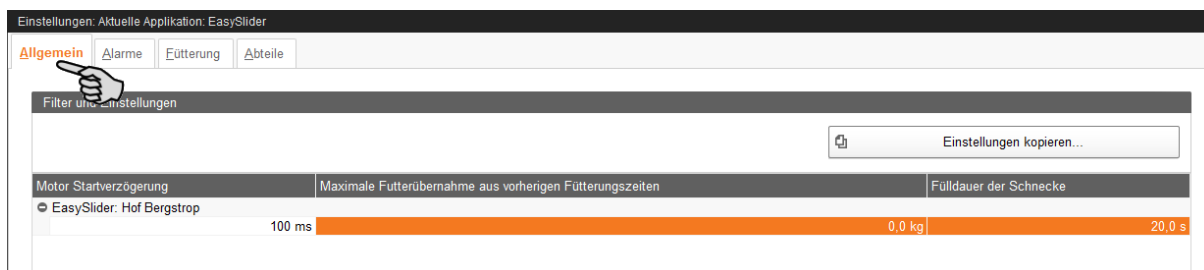 Einstellungen: Aktuelle Applikation: EasySlider
Allgemein Alarme Fütterung Abteile
Filter und Einstellungen
Einstellungen kopieren...
Motor Startverzögerung Maximale Futterübernahme aus vorherigen Fütterungszeiten Fülldauer der Schnecke
EasySlider: Hof Bergstrop
100 ms 0,0 kg 20,0 s